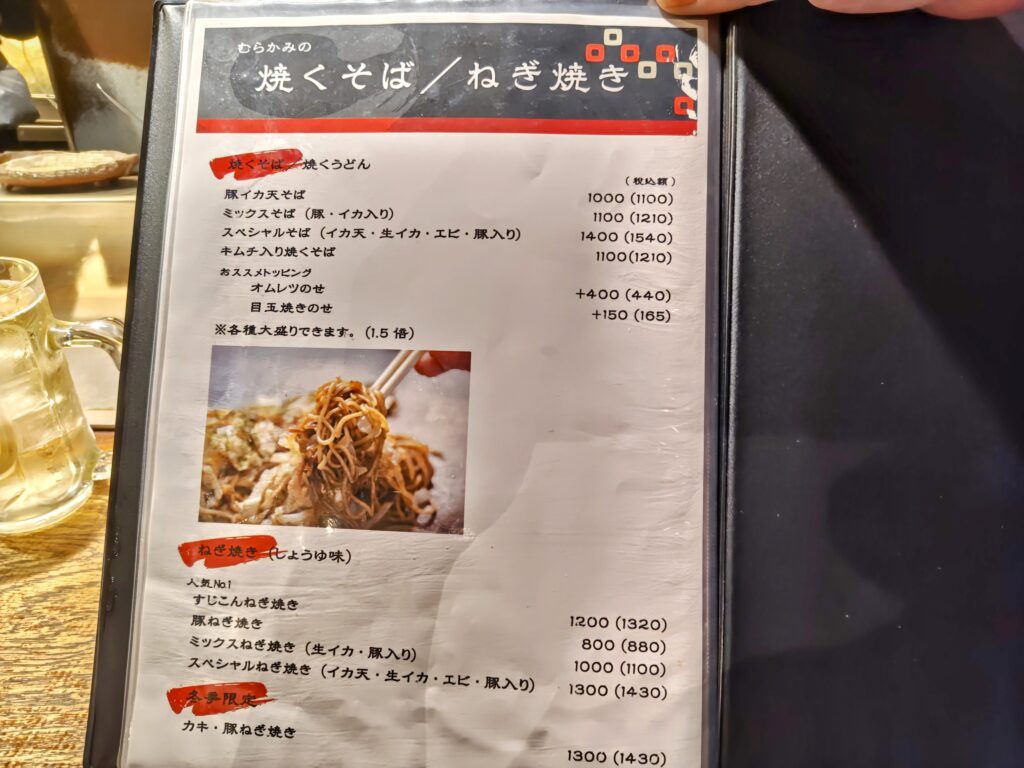 むらかみの
焼くそば／ねぎ焼き
焼くそば／焼くうどん
(税込額)
豚イカ天そば 1000 (1100)
ミックスそば (豚・イカ入り) 1100 (1210)
スペシャルそば (イカ天・生イカ・エビ・豚入り) 1400 (1540)
キムチ入り焼くそば 1100(1210)
おススメトッピング
オムレツのせ +400 (440)
目玉焼きのせ +150 (165)
※各種大盛りできます。(1.5 倍)
ねぎ焼き (しょうゆ味)
人気No.1
すじこんねぎ焼き 1200 (1320)
豚ねぎ焼き 800 (880)
ミックスねぎ焼き (生イカ・豚入り) 1000 (1100)
スペシャルねぎ焼き (イカ天・生イカ・エビ・豚入り) 1300 (1430)
冬季限定
カキ・豚ねぎ焼き 1300 (1430)